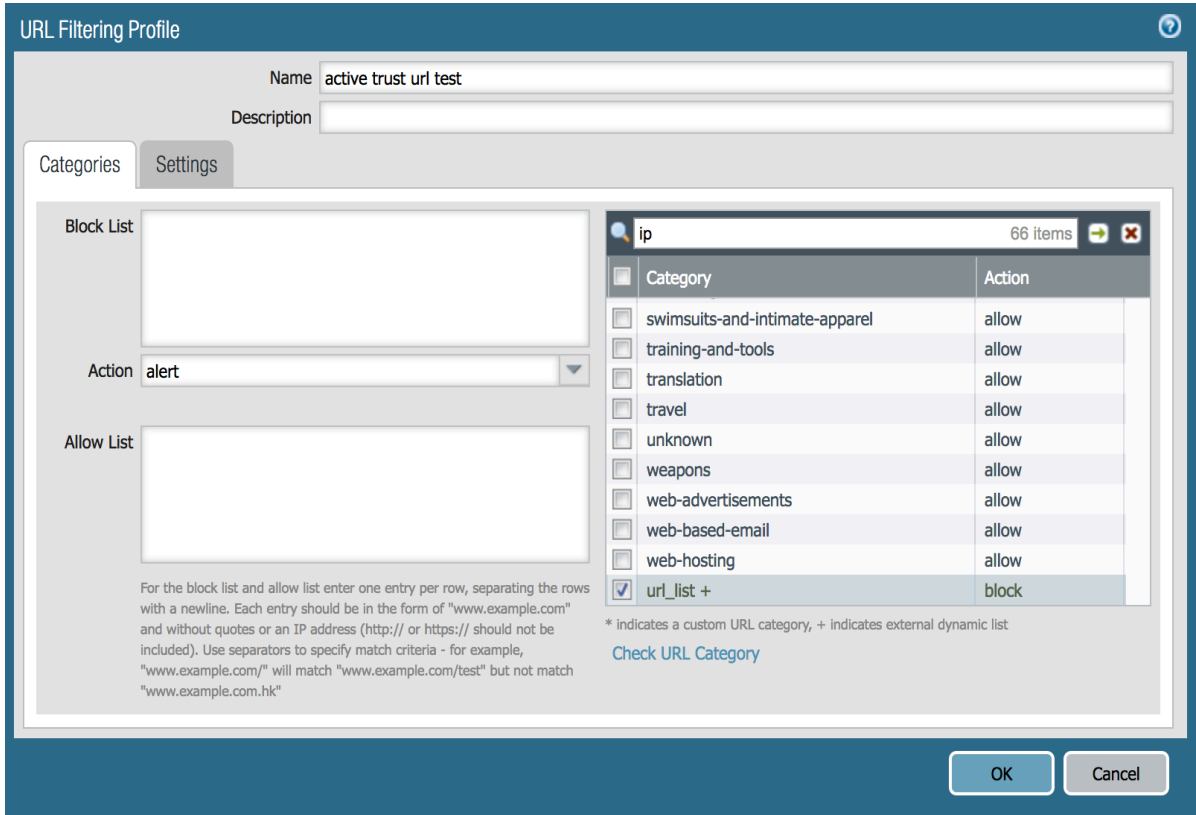 URL Filtering Profile
Name active trust url test
Description
Categories Settings
Block List
Action alert
Allow List
For the block list and allow list enter one entry per row, separating the rows
with a newline. Each entry should be in the form of "www.example.com"
and without quotes or an IP address (http:// or https:// should not be
included). Use separators to specify match criteria - for example,
"www.example.com/" will match "www.example.com/test" but not match
"www.example.com.hk"
ip 66 items
Category Action
swimsuits-and-intimate-apparel allow
training-and-tools allow
translation allow
travel allow
unknown allow
weapons allow
web-advertisements allow
web-based-email allow
web-hosting allow
url_list + block
* indicates a custom URL category, + indicates external dynamic list
Check URL Category
OK Cancel